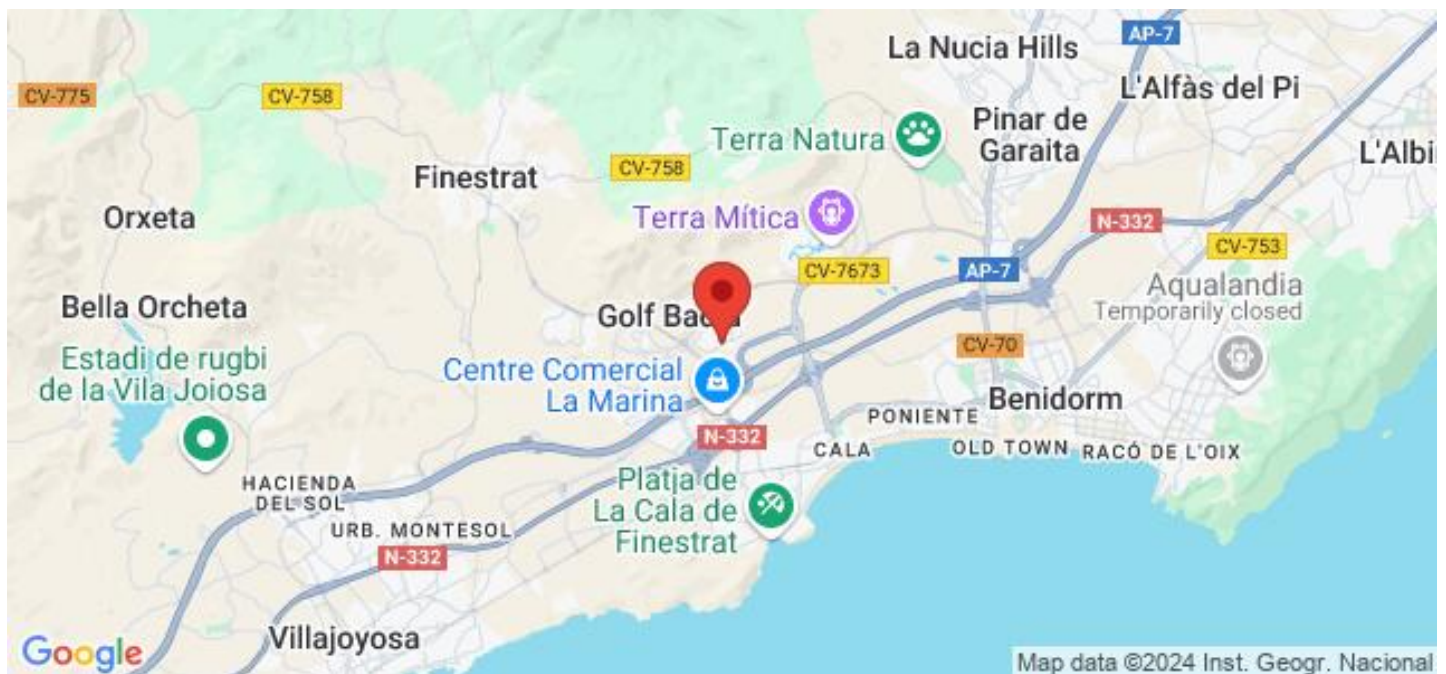 AP-7
La Nucia Hills
L'Alfàs del Pi
CV-775
CV-758
Terra Natura
Pinar de
Garaita
L'Albi
Finestrat
CV-758
Orxeta
Terra Mítica
N-332
CV-753
CV-7673
AP-7
Aqualandia
Temporarily closed
Bella Orcheta
Golf
Estadi de rugbi
de la Vila Joiosa
CV-70
Centre Comercial
La Marina
Benidorm
PONIENTE
N-332
CALA
OLD TOWN
RACÓ DE L'OIX
HACIENDA
DEL SOL
Platja de
La Cala de
Finestrat
URB. MONTESOL
N-332
Villajoyosa
Google
Map data ©2024 Inst. Geogr. Nacional